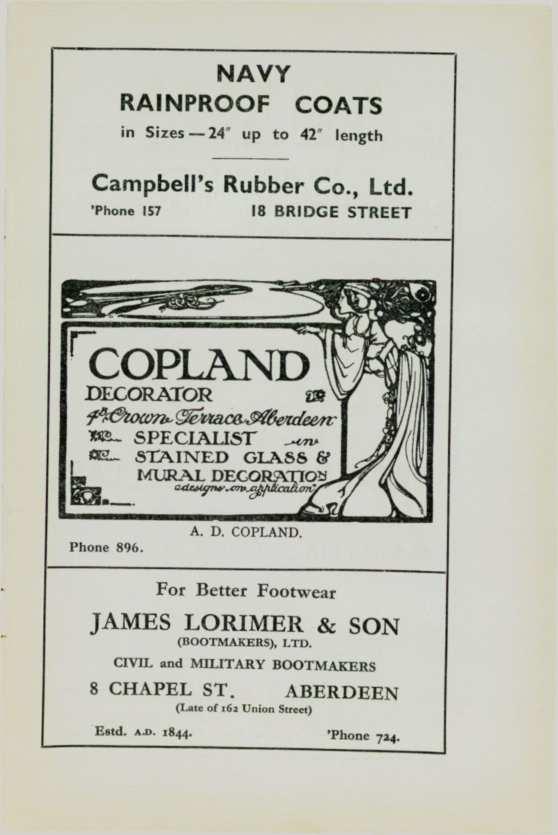 NAVY
RAINPROOF COATS
in Sizes — 24″ up to 42″ length
Campbell's Rubber Co., Ltd.
'Phone 157 18 BRIDGE STREET
COPLAND
DECORATOR
4ª Crown Terrace Aberdeen
SPECIALIST in
STAINED GLASS &
MURAL DECORATION
designs on application
A. D. COPLAND.
Phone 896.
For Better Footwear
JAMES LORIMER & SON
(BOOTMAKERS), LTD.
CIVIL and MILITARY BOOTMAKERS
8 CHAPEL ST. ABERDEEN
(Late of 162 Union Street)
Estd. A.D. 1844. 'Phone 724.